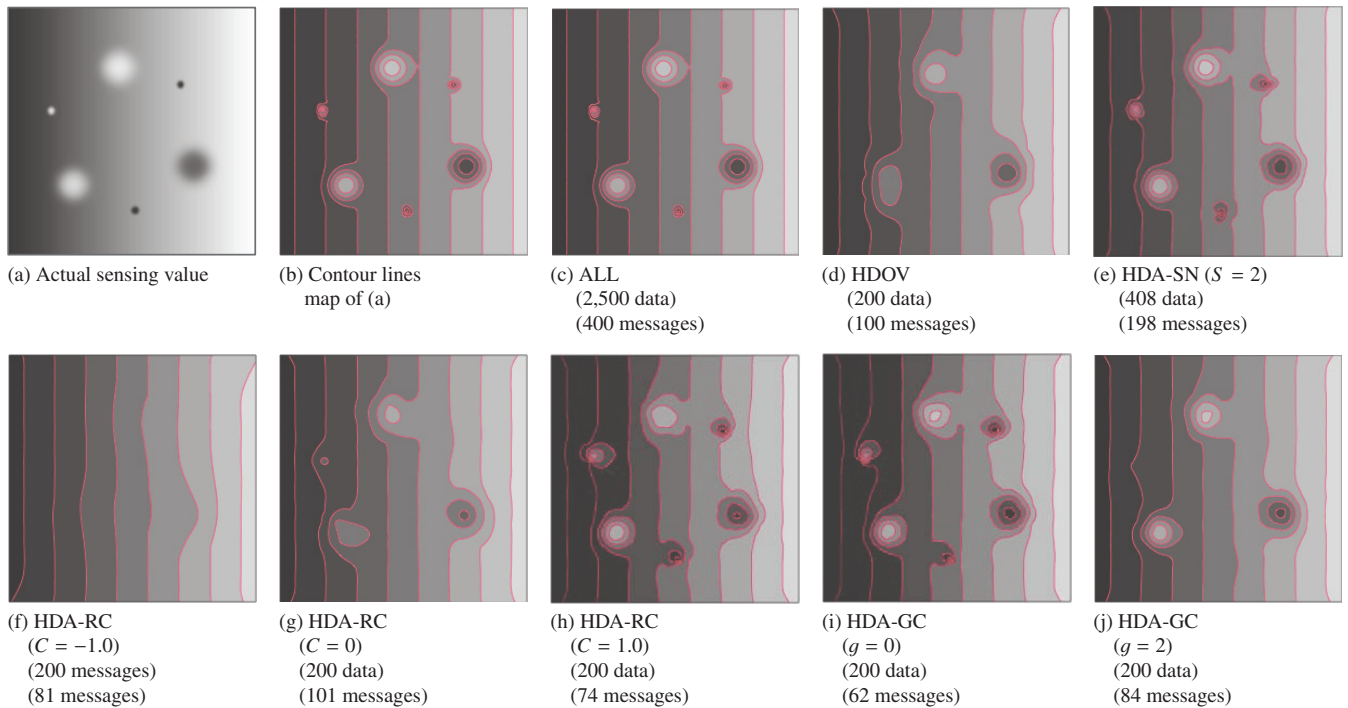 (a) Actual sensing value
(b) Contour lines
map of (a)
(c) ALL
(2,500 data)
(400 messages)
(d) HDOV
(200 data)
(100 messages)
(e) HDA-SN (S = 2)
(408 data)
(198 messages)
(f) HDA-RC
(C = −1.0)
(200 messages)
(81 messages)
(g) HDA-RC
(C = 0)
(200 data)
(101 messages)
(h) HDA-RC
(C = 1.0)
(200 data)
(74 messages)
(i) HDA-GC
(g = 0)
(200 data)
(62 messages)
(j) HDA-GC
(g = 2)
(200 data)
(84 messages)